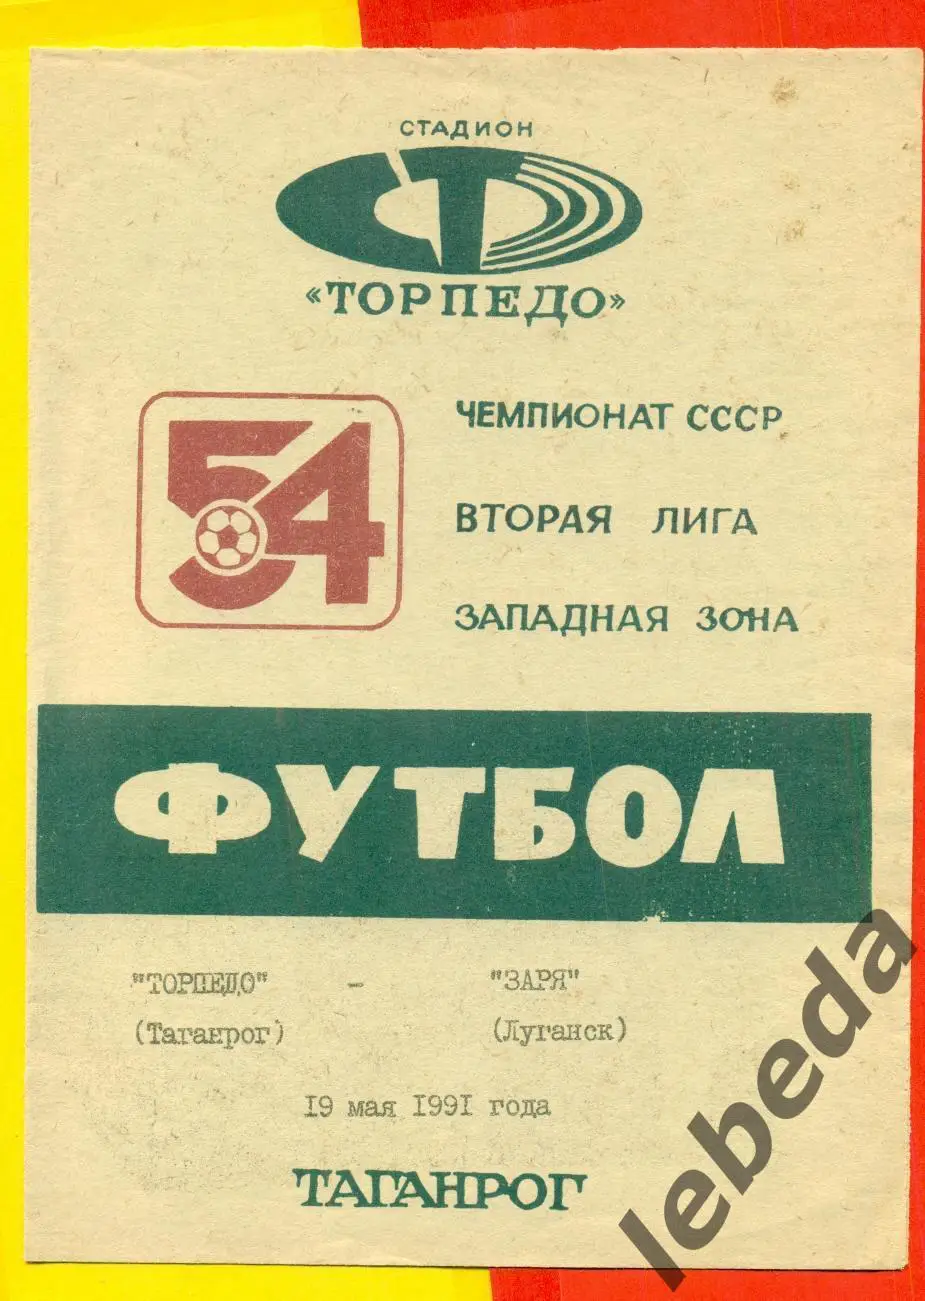 СТАДИОН
СТ
«ТОРПЕДО»
54
ЧЕМПИОНАТ СССР
ВТОРАЯ ЛИГА
ЗАПАДНАЯ ЗОНА
ФУТБОЛ
"ТОРПЕДО" - "ЗАРЯ"
(Таганрог) (Луганск)
19 мая 1991 года
ТАГАНРОГ
lebeda